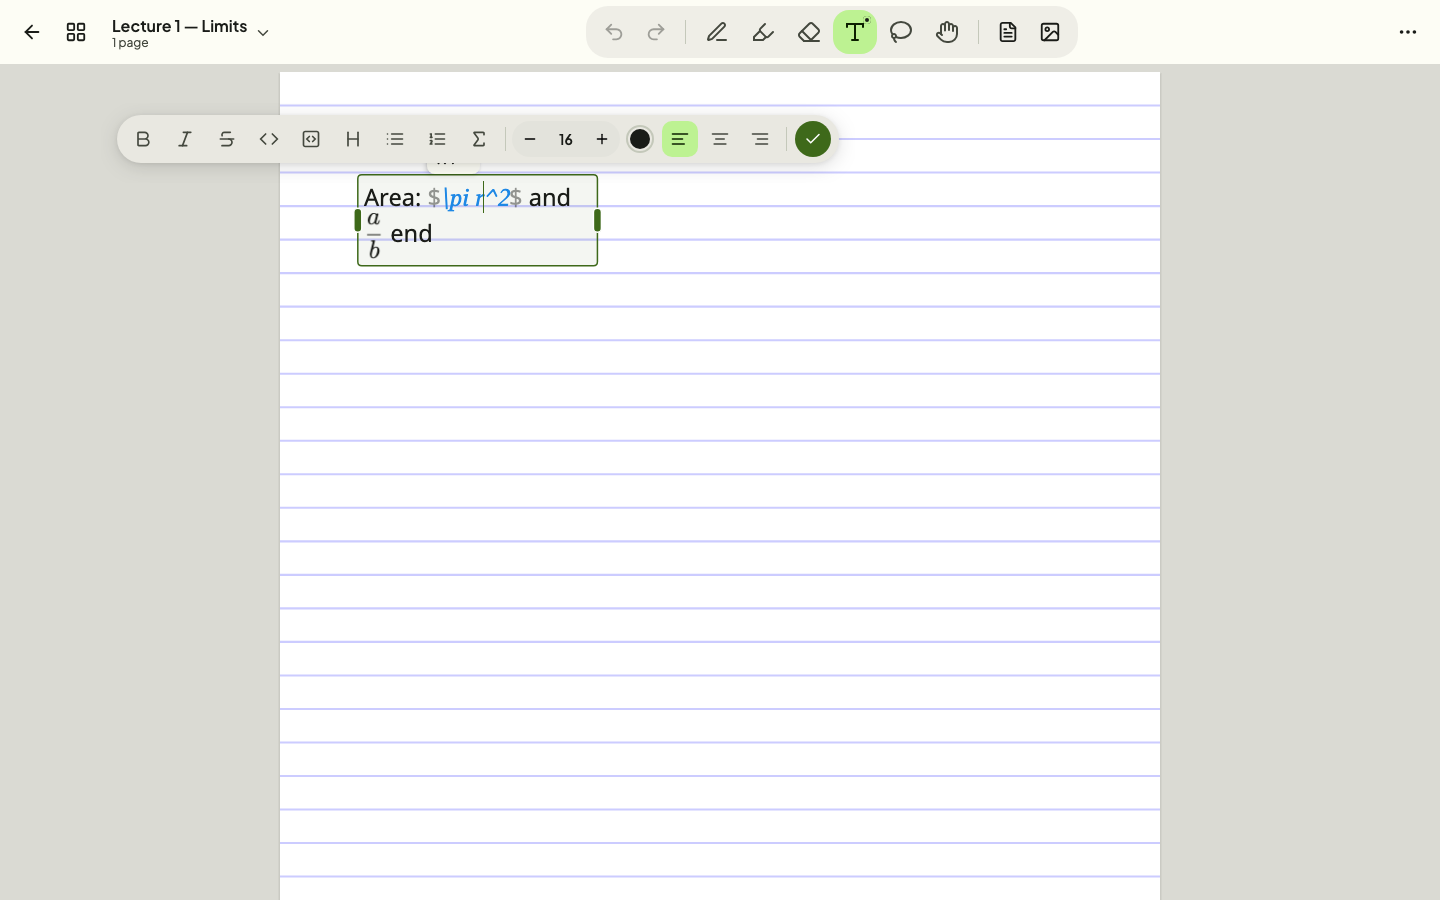 Lecture 1 — Limits
1 page
16
Area: $\pi r^2$ and
a
b end